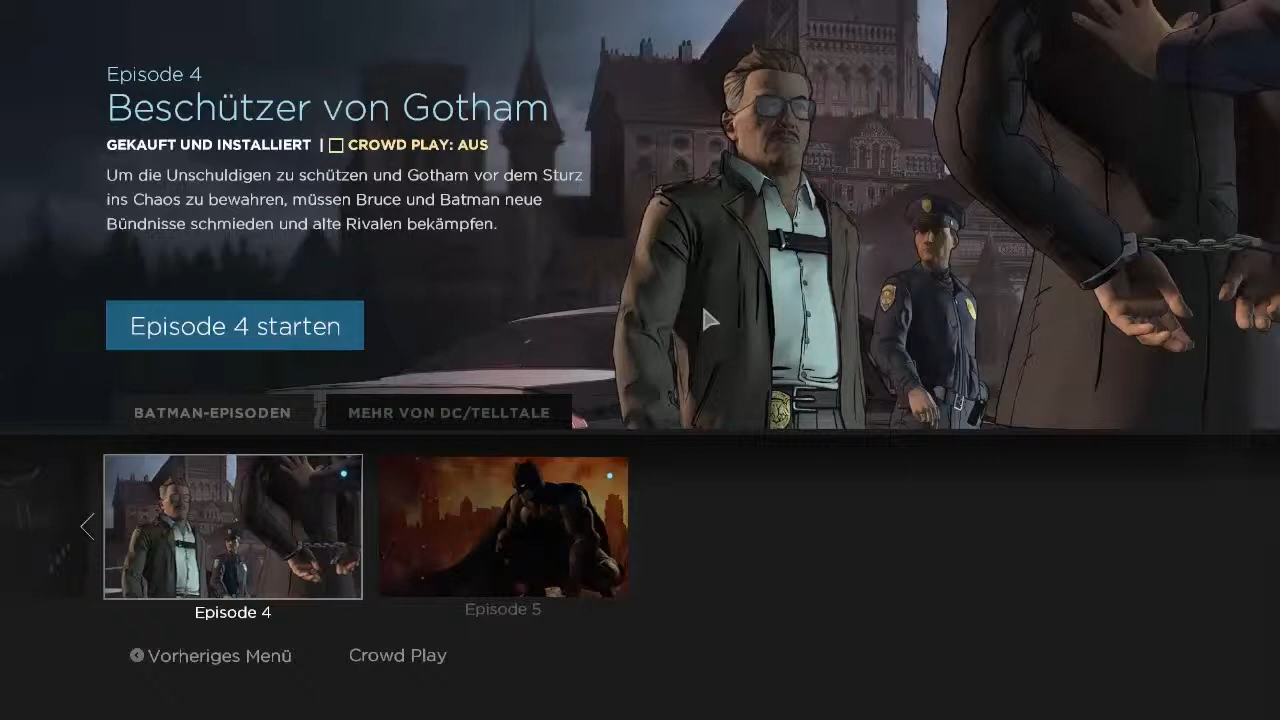 Episode 4
Beschützer von Gotham
GEKAUFT UND INSTALLIERT | CROWD PLAY: AUS
Um die Unschuldigen zu schützen und Gotham vor dem Sturz
ins Chaos zu bewahren, müssen Bruce und Batman neue
Bündnisse schmieden und alte Rivalen bekämpfen.
Episode 4 starten
BATMAN-EPISODEN MEHR VON DC/TELLTALE
Episode 4 Episode 5
Vorheriges Menü Crowd Play